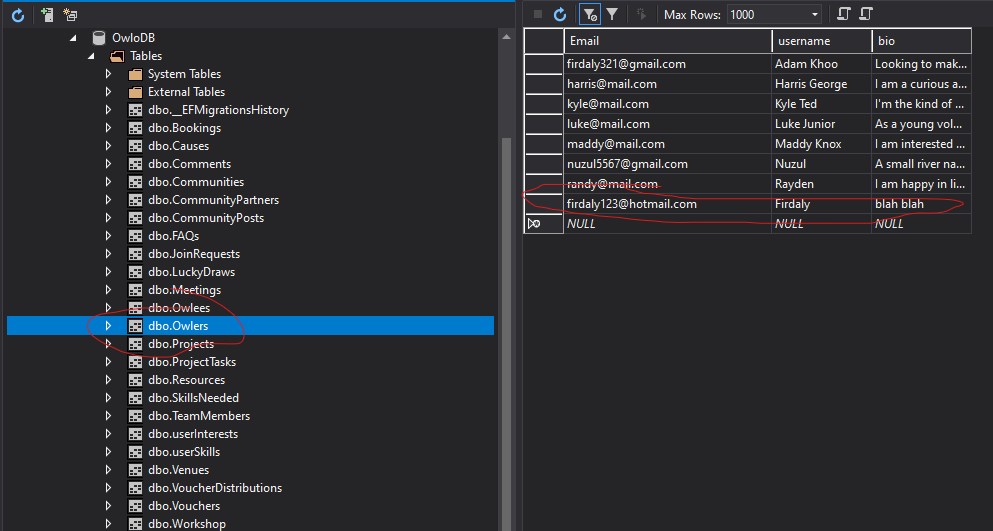 OwloDB
Tables
System Tables
External Tables
dbo.__EFMigrationsHistory
dbo.Bookings
dbo.Causes
dbo.Comments
dbo.Communities
dbo.CommunityPartners
dbo.CommunityPosts
dbo.FAQs
dbo.JoinRequests
dbo.LuckyDraws
dbo.Meetings
dbo.Owlees
dbo.Owlers
dbo.Projects
dbo.ProjectTasks
dbo.Resources
dbo.SkillsNeeded
dbo.TeamMembers
dbo.userInterests
dbo.userSkills
dbo.Venues
dbo.VoucherDistributions
dbo.Vouchers
dbo.Workshop
Max Rows: 1000
Email username bio
firdaly321@gmail.com Adam Khoo Looking to mak...
harris@mail.com Harris George I am a curious a...
kyle@mail.com Kyle Ted I'm the kind of ...
luke@mail.com Luke Junior As a young vol...
maddy@mail.com Maddy Knox I am interested ...
nuzul5567@gmail.com Nuzul A small river na...
randy@mail.com Rayden I am happy in li...
firdaly123@hotmail.com Firdaly blah blah
NULL NULL NULL